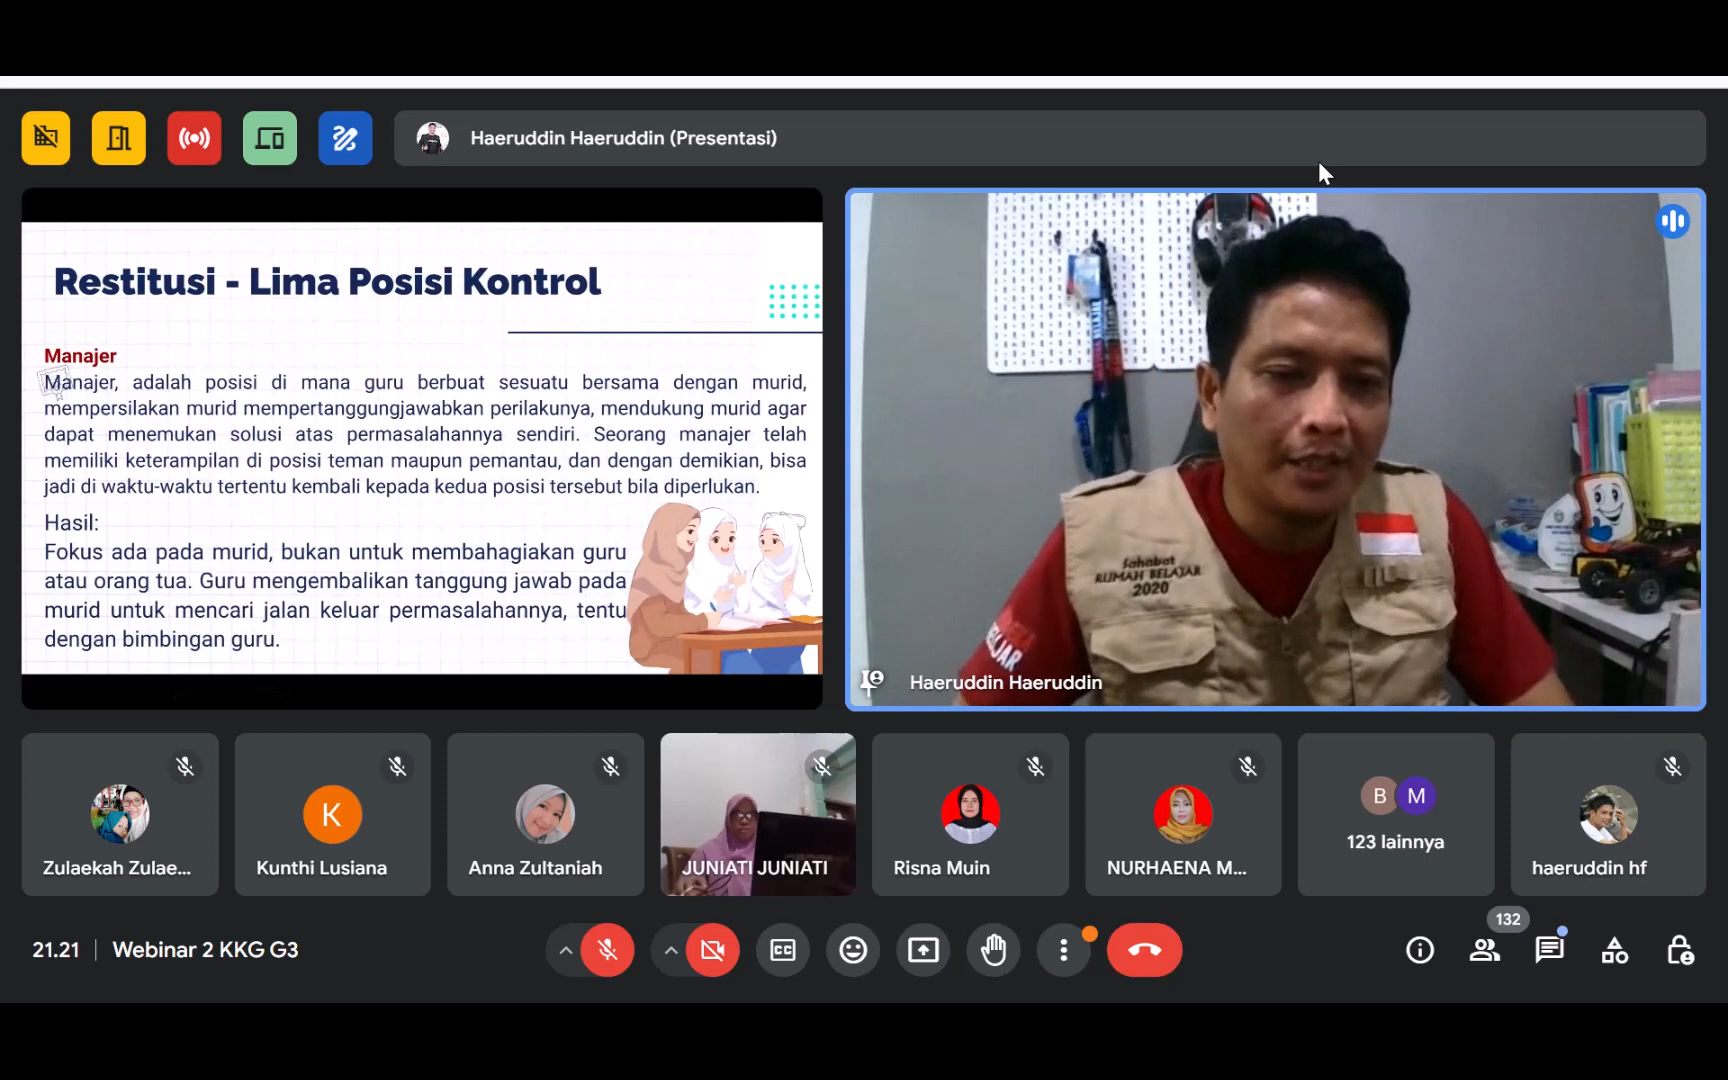 Haeruddin Haeruddin (Presentasi)
Restitusi - Lima Posisi Kontrol
Manajer
Manajer, adalah posisi di mana guru berbuat sesuatu bersama dengan murid,
mempersilakan murid mempertanggungjawabkan perilakunya, mendukung murid agar
dapat menemukan solusi atas permasalahannya sendiri. Seorang manajer telah
memiliki keterampilan di posisi teman maupun pemantau, dan dengan demikian, bisa
jadi di waktu-waktu tertentu kembali kepada kedua posisi tersebut bila diperlukan.
Hasil:
Fokus ada pada murid, bukan untuk membahagiakan guru
atau orang tua. Guru mengembalikan tanggung jawab pada
murid untuk mencari jalan keluar permasalahannya, tentu
dengan bimbingan guru.
Sahabat
RUMAH BELAJAR
2020
Haeruddin Haeruddin
Zulaekah Zulae...
K
Kunthi Lusiana
Anna Zultaniah
JUNIATI JUNIATI
Risna Muin
NURHAENA M...
B M
123 lainnya
haeruddin hf
21.21 | Webinar 2 KKG G3
CC
132